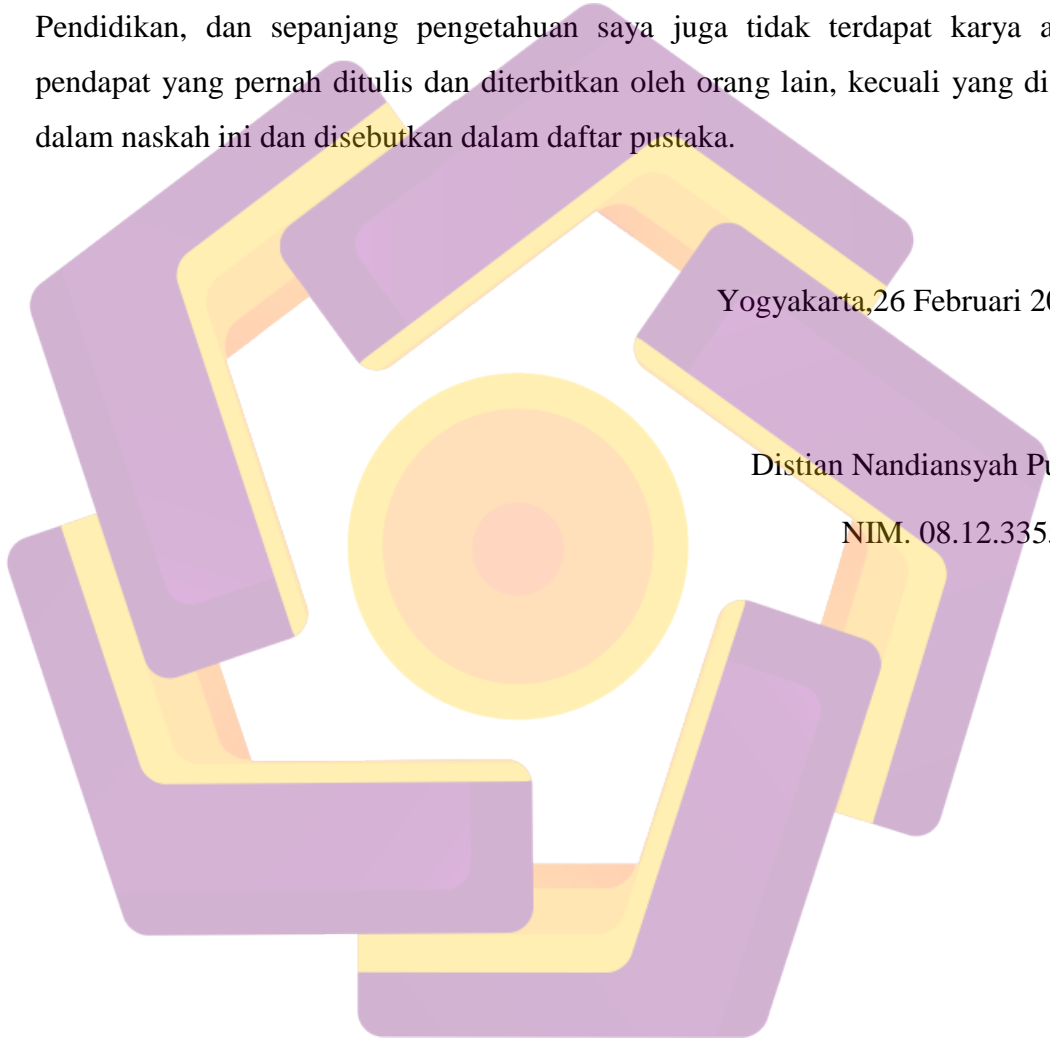 Pendidikan, dan sepanjang pengetahuan saya juga tidak terdapat karya a
pendapat yang pernah ditulis dan diterbitkan oleh orang lain, kecuali yang di
dalam naskah ini dan disebutkan dalam daftar pustaka.
Yogyakarta,26 Februari 20
Distian Nandiansyah Pu
NIM. 08.12.335